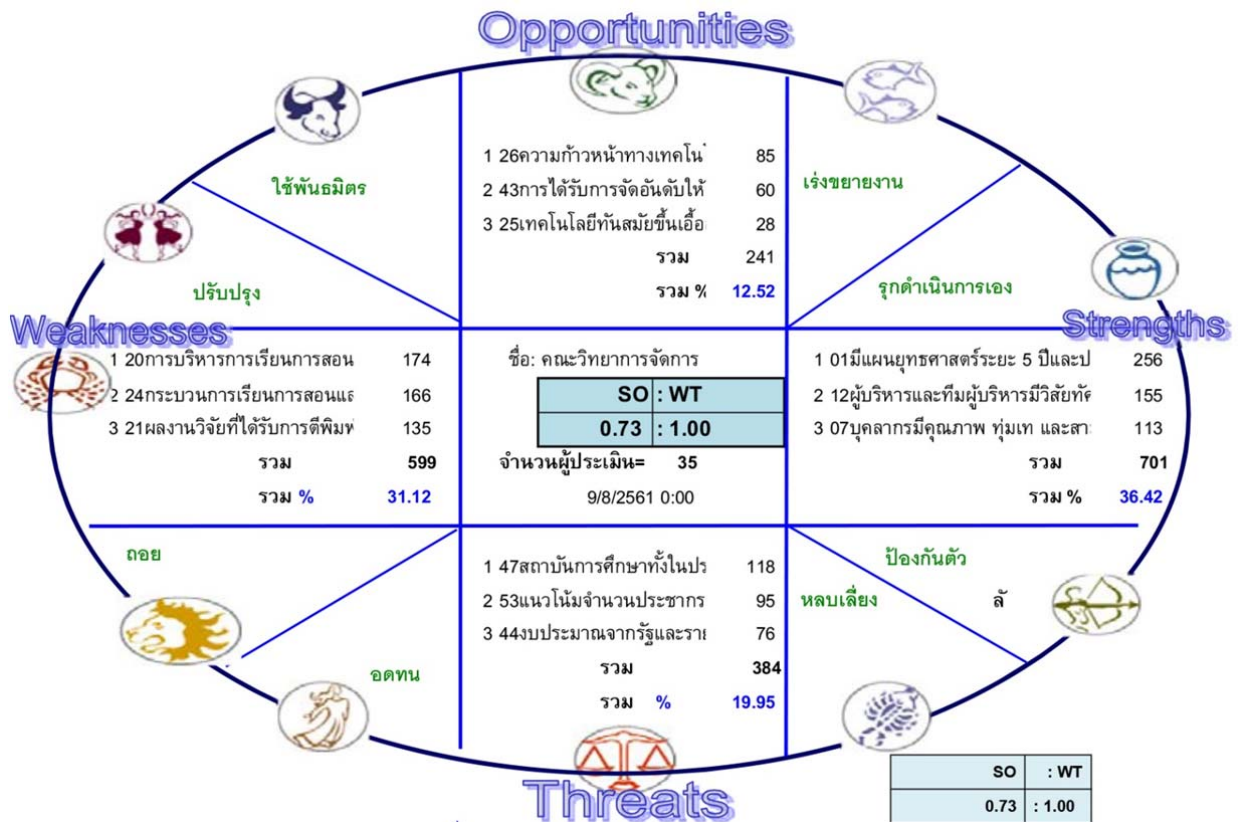 Opportunities
1 26ความก้าวหน้าทางเทคโน 85
2 43การได้รับการจัดอันดับให้ 60
3 25เทคโนโลยีทันสมัยขึ้นเอื้อ 28
รวม 241
รวม % 12.52
ใช้พันธมิตร
เร่งขยายงาน
ปรับปรุง
รุกดำเนินการเอง
Weaknesses
1 20การบริหารการเรียนการสอน 174
2 24กระบวนการเรียนการสอนแล 166
3 21ผลงานวิจัยที่ได้รับการตีพิมพ 135
รวม 599
รวม % 31.12
ชื่อ: คณะวิทยาการจัดการ
SO : WT
0.73 : 1.00
จำนวนผู้ประเมิน= 35
9/8/2561 0:00
Strengths
1 01มีแผนยุทธศาสตร์ระยะ 5 ปีและป 256
2 12ผู้บริหารและทีมผู้บริหารมีวิสัยทัศ 155
3 07บุคลากรมีคุณภาพ ทุ่มเท และสา 113
รวม 701
รวม % 36.42
ถอย
อดทน
1 47สถาบันการศึกษาทั้งในปร 118
2 53แนวโน้มจำนวนประชากร 95
3 44งบประมาณจากรัฐและราย 76
รวม 384
รวม % 19.95
ป้องกันตัว
หลบเลี่ยง ลั
Threats
SO : WT
0.73 : 1.00